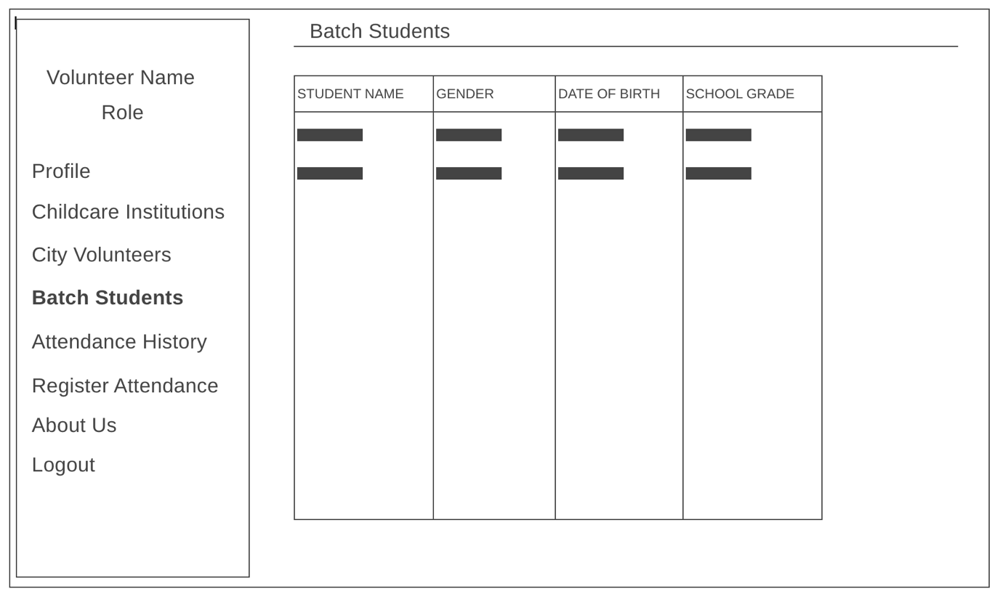 Volunteer Name
Role
Profile
Childcare Institutions
City Volunteers
Batch Students
Attendance History
Register Attendance
About Us
Logout
Batch Students
STUDENT NAME GENDER DATE OF BIRTH SCHOOL GRADE